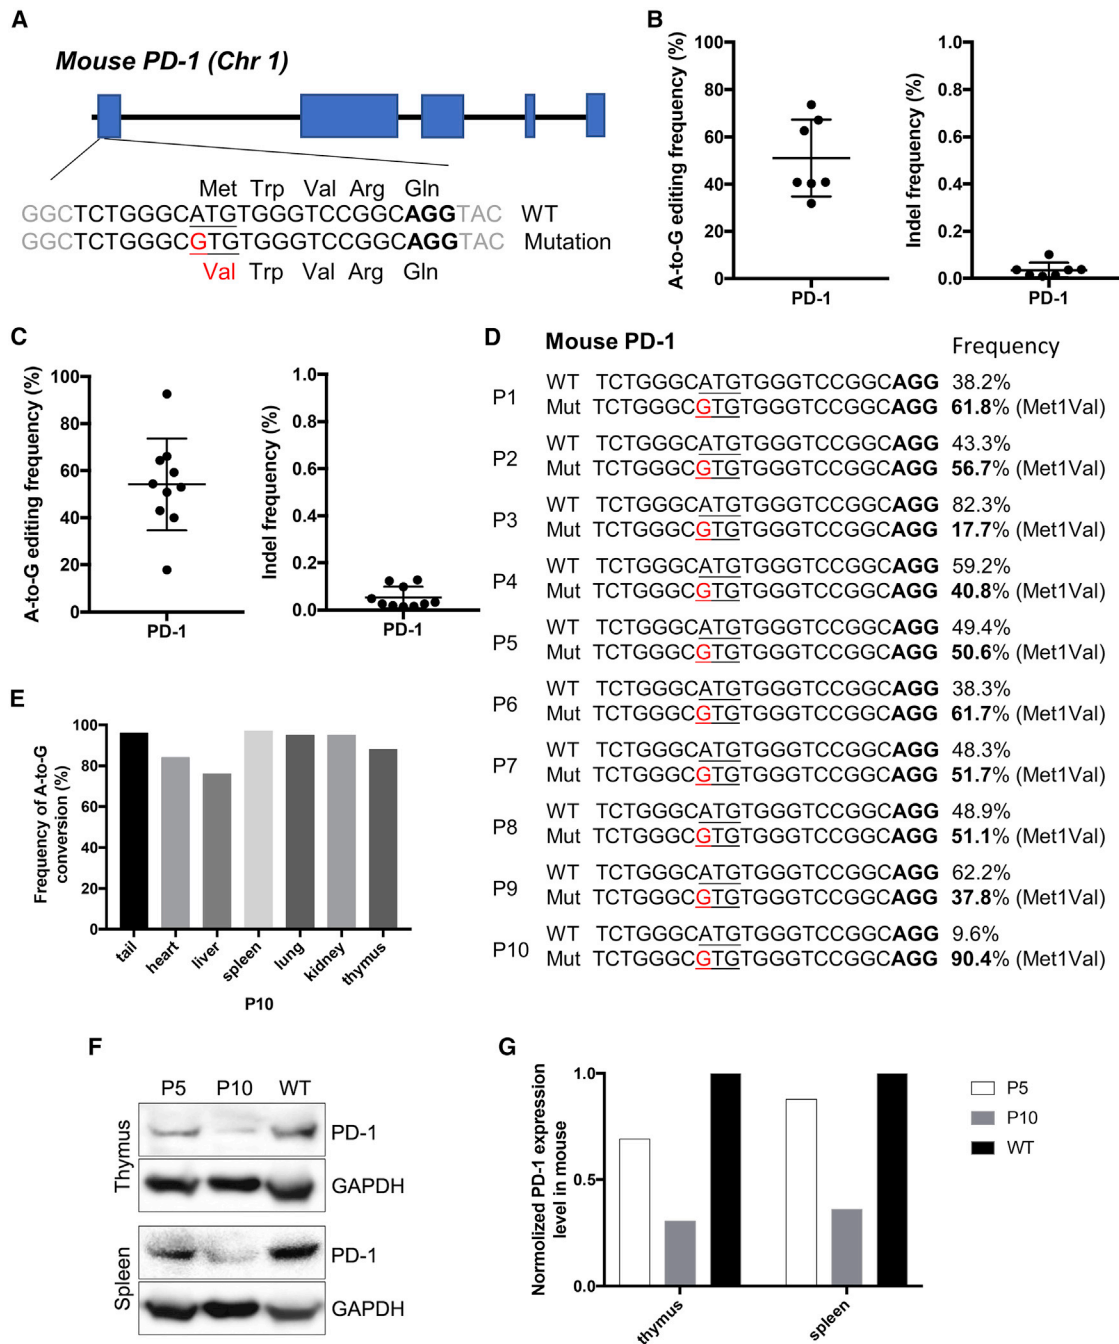 A
Mouse PD-1 (Chr 1)
Met Trp Val Arg Gln
GGCTCTGGGCATGTGGGTCCGGCAGGTAC WT
GGCTCTGGGCGTGTGGGTCCGGCAGGTAC Mutation
Val Trp Val Arg Gln
B
A-to-G editing frequency (%)
100
80
60
40
20
0
PD-1
Indel frequency (%)
1.0
0.8
0.6
0.4
0.2
0.0
PD-1
C
A-to-G editing frequency (%)
100
80
60
40
20
0
PD-1
Indel frequency (%)
1.0
0.8
0.6
0.4
0.2
0.0
PD-1
D
Mouse PD-1 Frequency
P1
WT TCTGGGCATGTGGGTCCGGCAGG 38.2%
Mut TCTGGGCGTGTGGGTCCGGCAGG 61.8% (Met1Val)
P2
WT TCTGGGCATGTGGGTCCGGCAGG 43.3%
Mut TCTGGGCGTGTGGGTCCGGCAGG 56.7% (Met1Val)
P3
WT TCTGGGCATGTGGGTCCGGCAGG 82.3%
Mut TCTGGGCGTGTGGGTCCGGCAGG 17.7% (Met1Val)
P4
WT TCTGGGCATGTGGGTCCGGCAGG 59.2%
Mut TCTGGGCGTGTGGGTCCGGCAGG 40.8% (Met1Val)
P5
WT TCTGGGCATGTGGGTCCGGCAGG 49.4%
Mut TCTGGGCGTGTGGGTCCGGCAGG 50.6% (Met1Val)
P6
WT TCTGGGCATGTGGGTCCGGCAGG 38.3%
Mut TCTGGGCGTGTGGGTCCGGCAGG 61.7% (Met1Val)
P7
WT TCTGGGCATGTGGGTCCGGCAGG 48.3%
Mut TCTGGGCGTGTGGGTCCGGCAGG 51.7% (Met1Val)
P8
WT TCTGGGCATGTGGGTCCGGCAGG 48.9%
Mut TCTGGGCGTGTGGGTCCGGCAGG 51.1% (Met1Val)
P9
WT TCTGGGCATGTGGGTCCGGCAGG 62.2%
Mut TCTGGGCGTGTGGGTCCGGCAGG 37.8% (Met1Val)
P10
WT TCTGGGCATGTGGGTCCGGCAGG 9.6%
Mut TCTGGGCGTGTGGGTCCGGCAGG 90.4% (Met1Val)
E
Frequency of A-to-G
conversion (%)
100
80
60
40
20
0
tail
heart
liver
spleen
lung
kidney
thymus
P10
F
P5 P10 WT
Thymus
PD-1
GAPDH
Spleen
PD-1
GAPDH
G
Normolized PD-1 expression
level in mouse
1.0
0.5
0.0
thymus
spleen
P5
P10
WT